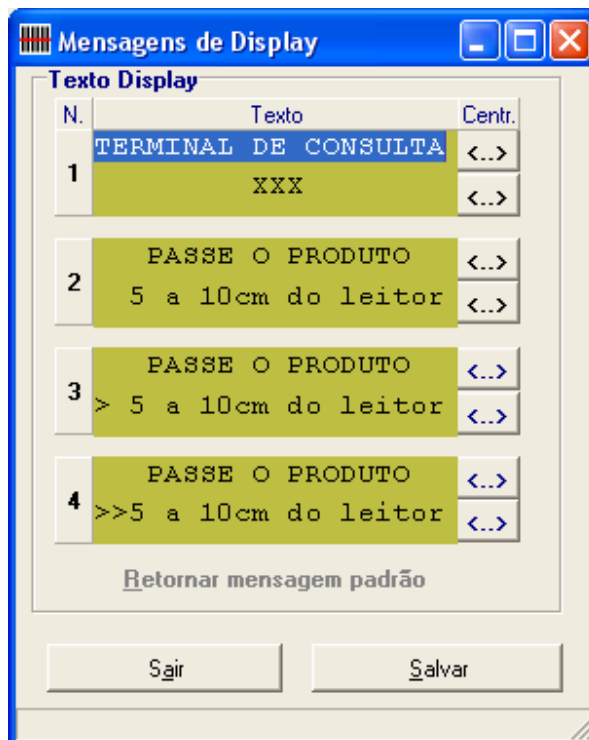 Mensagens de Display
Texto Display
N. Texto Centr.
1 TERMINAL DE CONSULTA <..>
XXX <..>
2 PASSE O PRODUTO <..>
5 a 10cm do leitor <..>
3 PASSE O PRODUTO <..>
> 5 a 10cm do leitor <..>
4 PASSE O PRODUTO <..>
>>5 a 10cm do leitor <..>
Retornar mensagem padrão
Sair Salvar